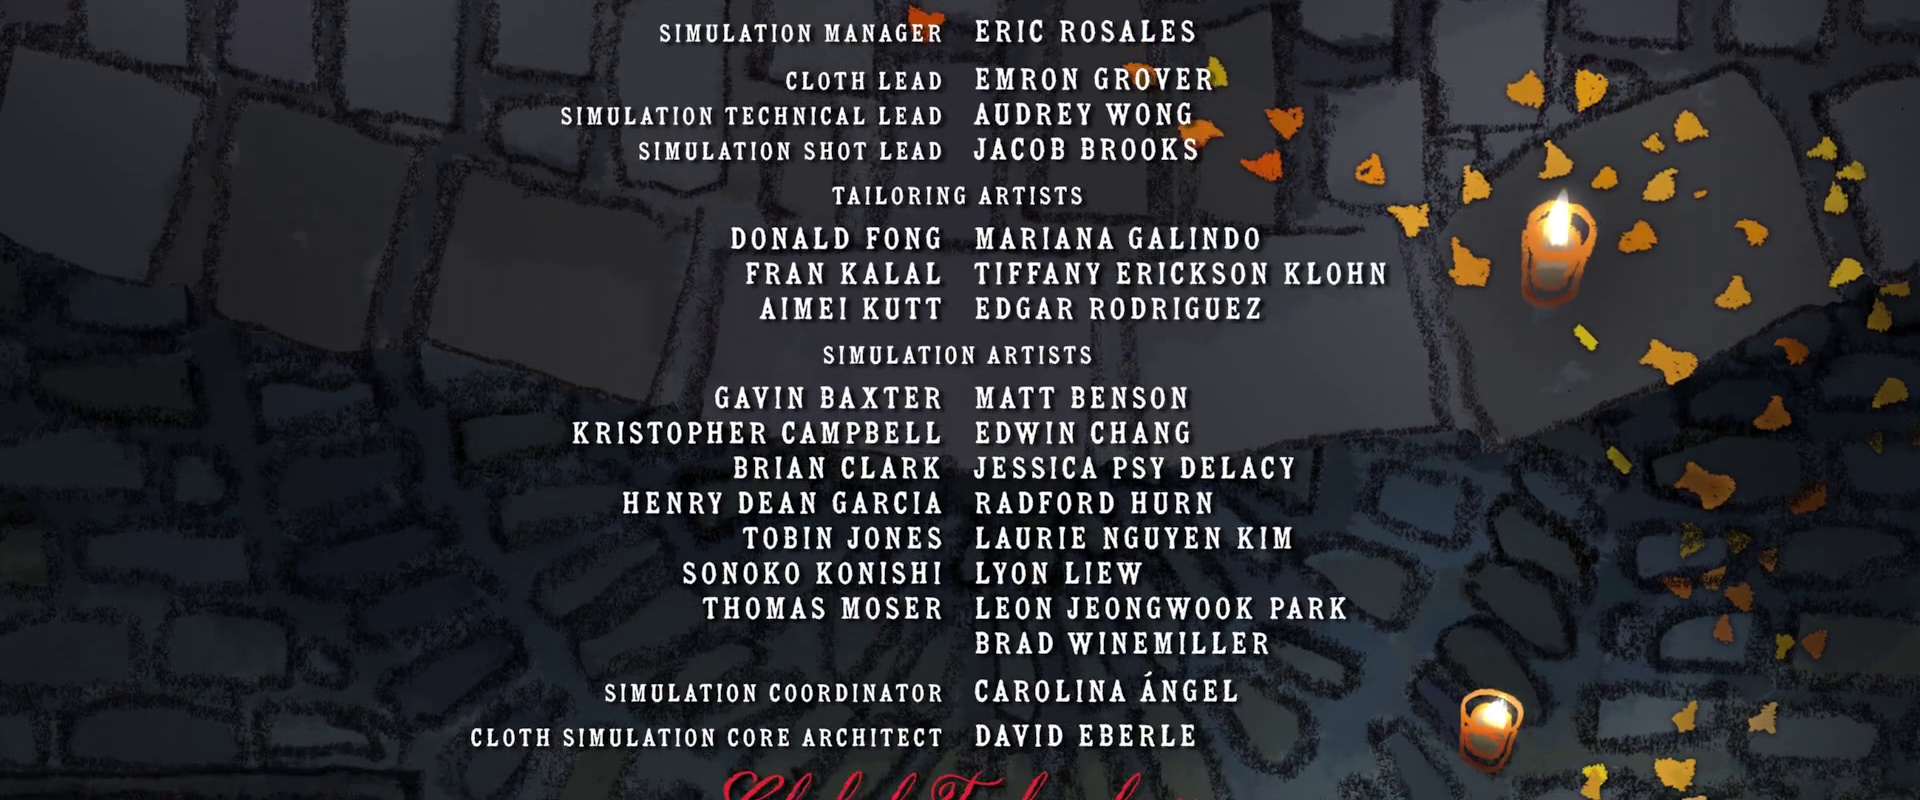 SIMULATION MANAGER ERIC ROSALES
CLOTH LEAD EMRON GROVER
SIMULATION TECHNICAL LEAD AUDREY WONG
SIMULATION SHOT LEAD JACOB BROOKS
TAILORING ARTISTS
DONALD FONG MARIANA GALINDO
FRAN KALAL TIFFANY ERICKSON KLOHN
AIMEI KUTT EDGAR RODRIGUEZ
SIMULATION ARTISTS
GAVIN BAXTER MATT BENSON
KRISTOPHER CAMPBELL EDWIN CHANG
BRIAN CLARK JESSICA PSY DELACY
HENRY DEAN GARCIA RADFORD HURN
TOBIN JONES LAURIE NGUYEN KIM
SONOKO KONISHI LYON LIEW
THOMAS MOSER LEON JEONGWOOK PARK
BRAD WINEMILLER
SIMULATION COORDINATOR CAROLINA ÁNGEL
CLOTH SIMULATION CORE ARCHITECT DAVID EBERLE